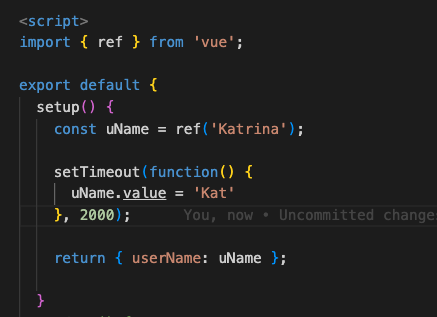 <script>
import { ref } from 'vue';
export default {
setup() {
const uName = ref('Katrina');
setTimeout(function() {
uName.value = 'Kat'
}, 2000); You, now • Uncommitted change
return { userName: uName };
}